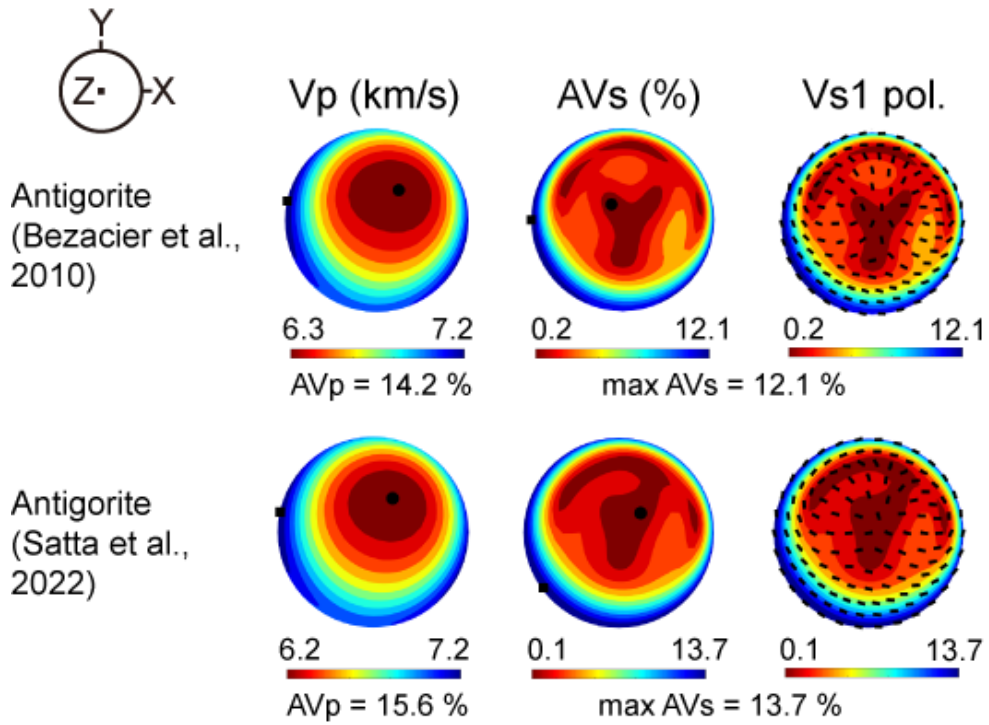 Y
Z
X
Vp (km/s) AVs (%) Vs1 pol.
Antigorite
(Bezacier et al.,
2010)
6.3 7.2 0.2 12.1 0.2 12.1
AVp = 14.2 % max AVs = 12.1 %
Antigorite
(Satta et al.,
2022)
6.2 7.2 0.1 13.7 0.1 13.7
AVp = 15.6 % max AVs = 13.7 %